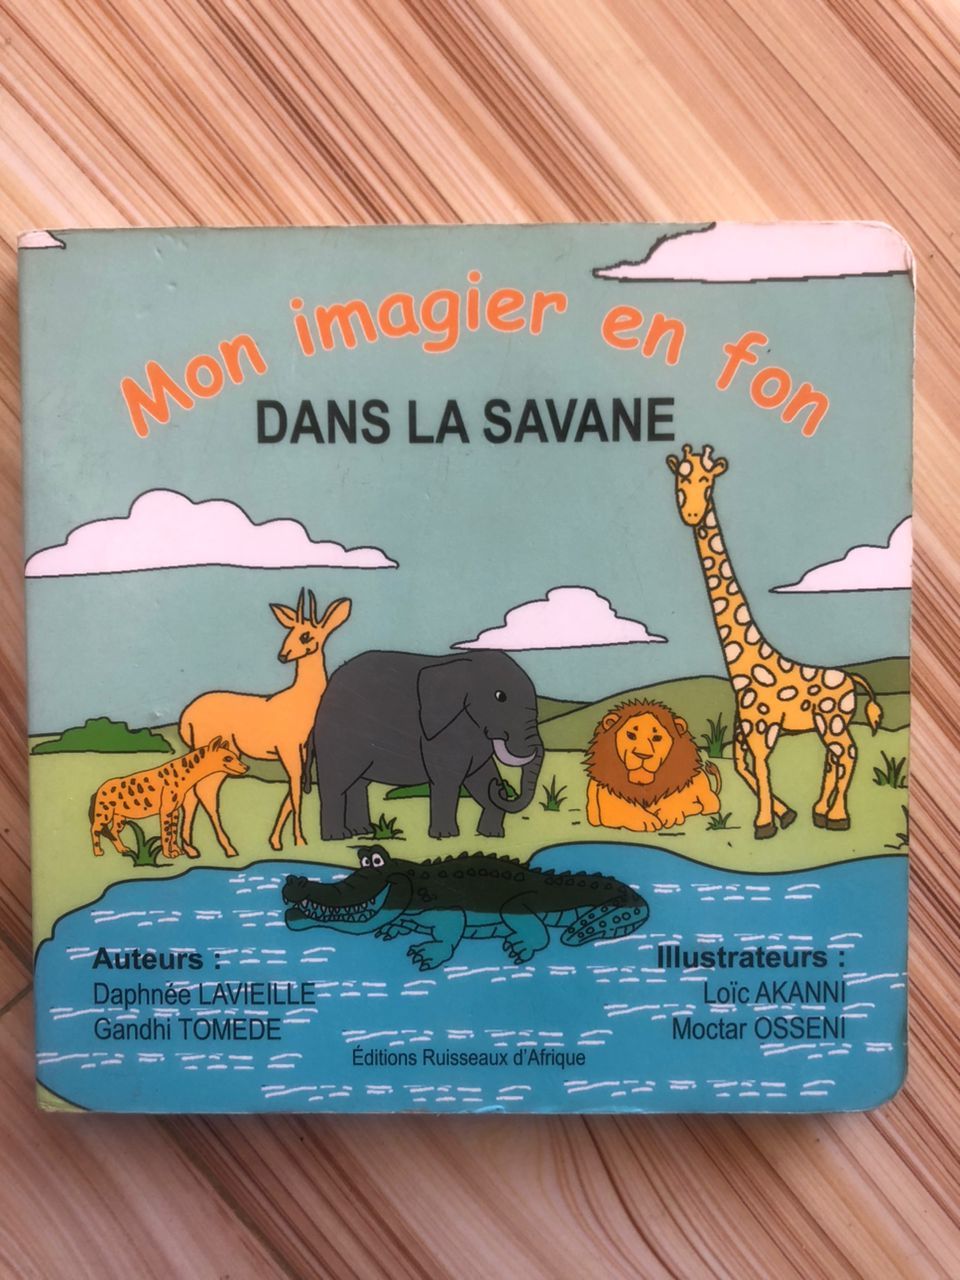 Mon imagier en fon
DANS LA SAVANE
Auteurs :
Daphnée LAVIEILLE
Gandhi TOMEDE
Illustrateurs :
Loïc AKANNI
Moctar OSSENI
Éditions Ruisseaux d'Afrique